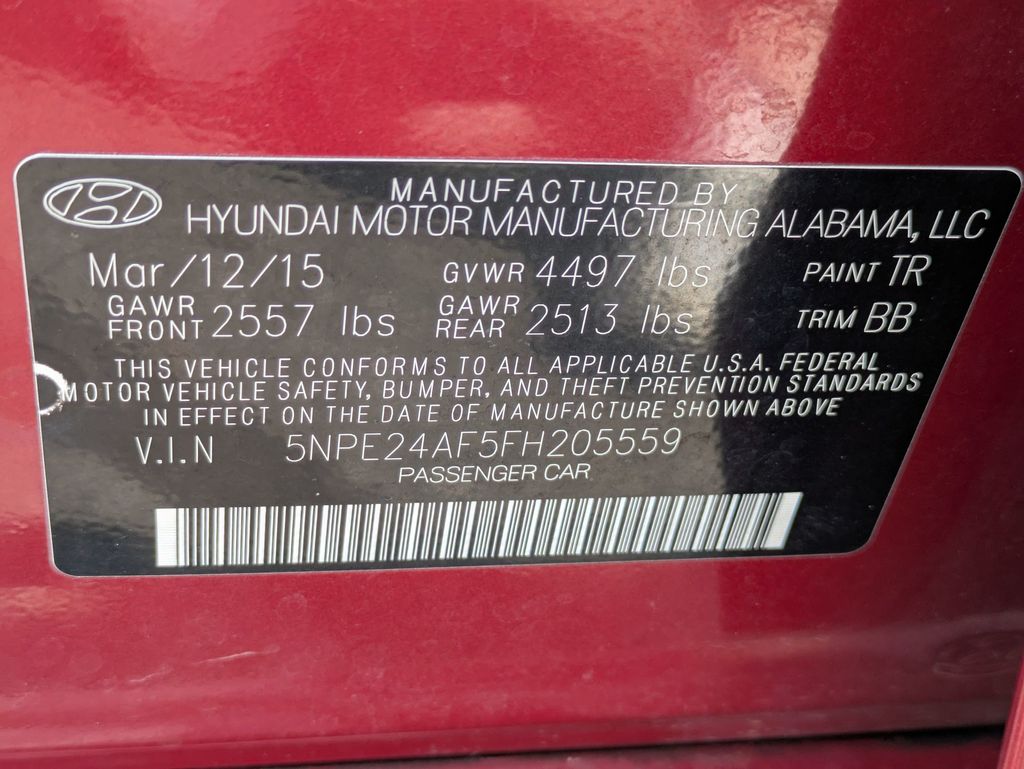 MANUFACTURED BY
HYUNDAI MOTOR MANUFACTURING ALABAMA, LLC
Mar/12/15 GVWR 4497 lbs PAINT TR
GAWR FRONT 2557 lbs GAWR REAR 2513 lbs TRIM BB
THIS VEHICLE CONFORMS TO ALL APPLICABLE U.S.A. FEDERAL
MOTOR VEHICLE SAFETY, BUMPER, AND THEFT PREVENTION STANDARDS
IN EFFECT ON THE DATE OF MANUFACTURE SHOWN ABOVE
V.I.N 5NPE24AF5FH205559
PASSENGER CAR